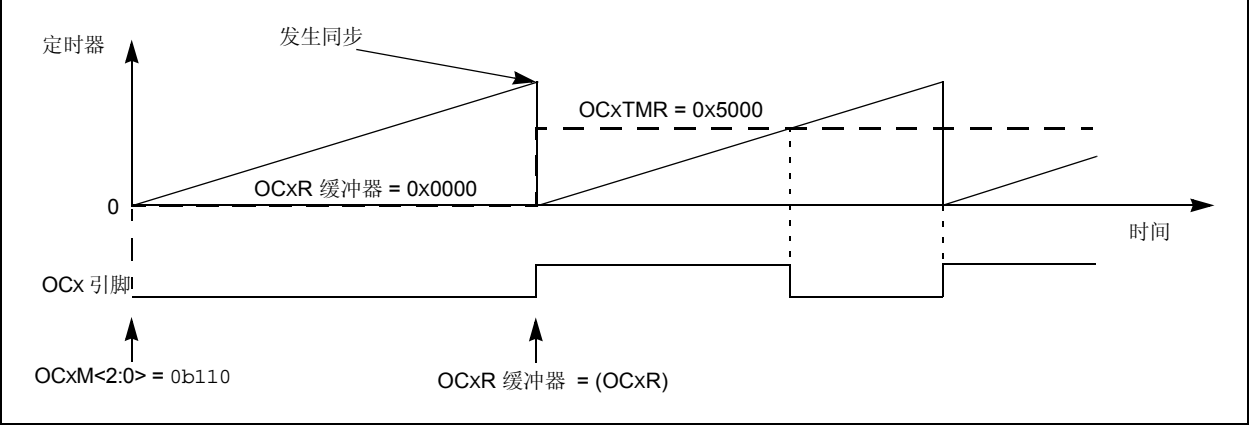 发生同步
定时器
OCxTMR = 0x5000
OCxR 缓冲器 = 0x0000
0
时间
OCx 引脚
OCxM<2:0> = 0b110
OCxR 缓冲器 = (OCxR)